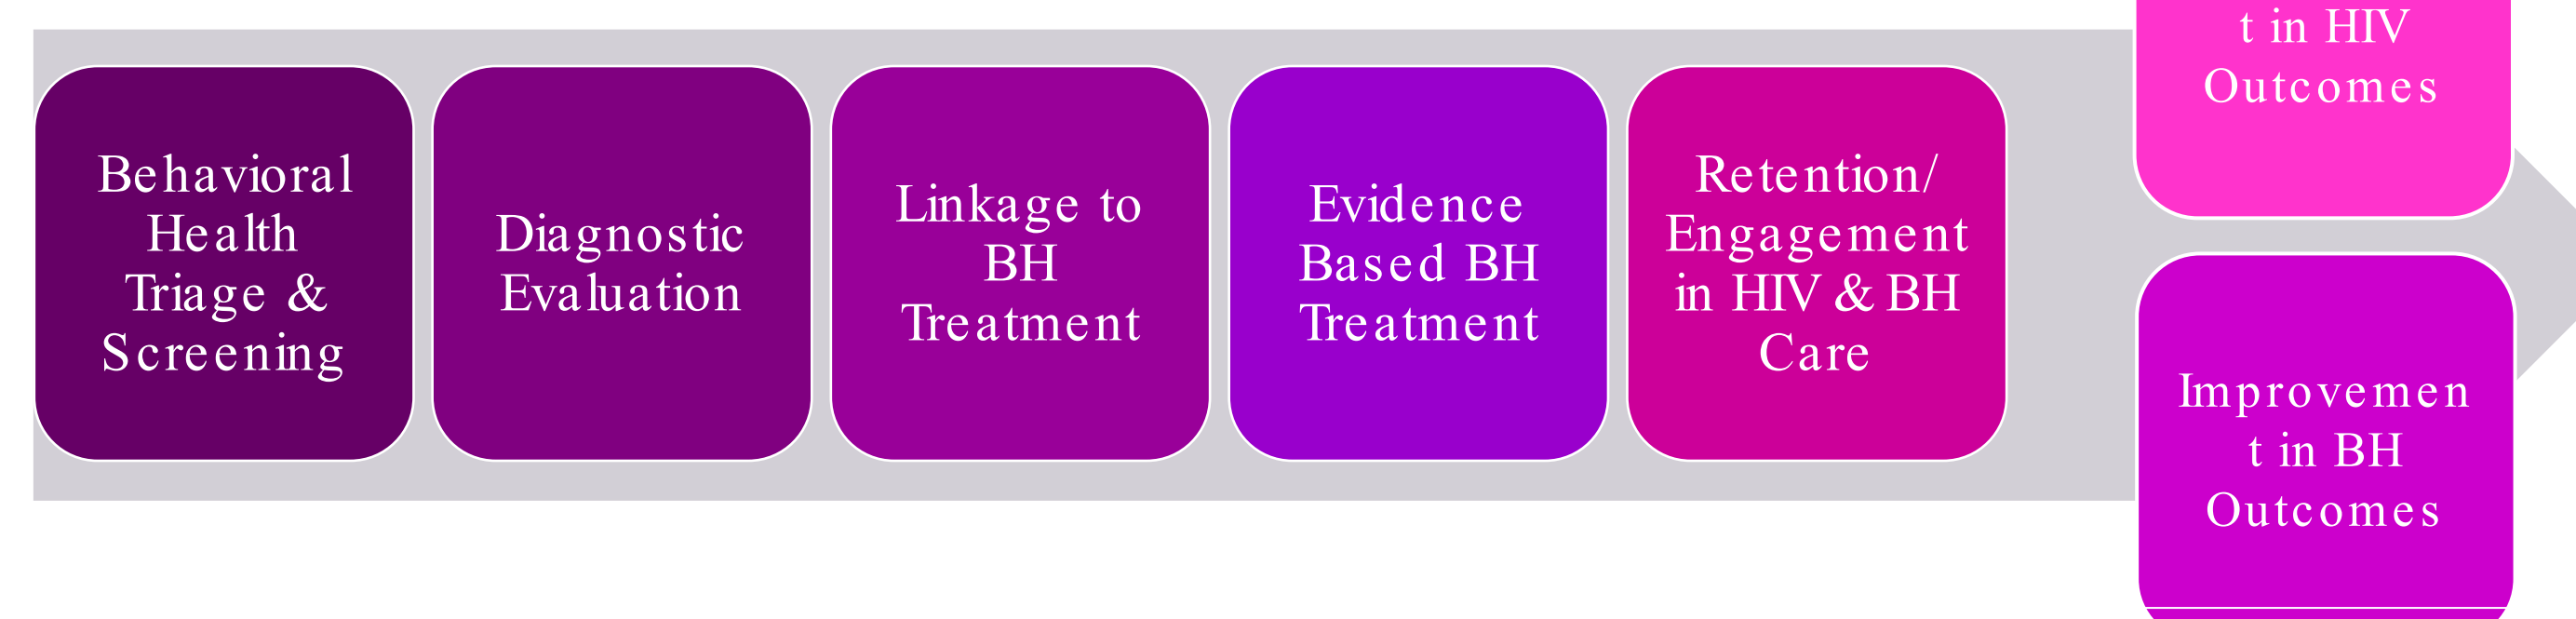 Behavioral
Health
Triage &
Screening
Diagnostic
Evaluation
Linkage to
BH
Treatment
Evidence
Based BH
Treatment
Retention/
Engagement
in HIV & BH
Care
t in HIV
Outcomes
Improvemen
t in BH
Outcomes